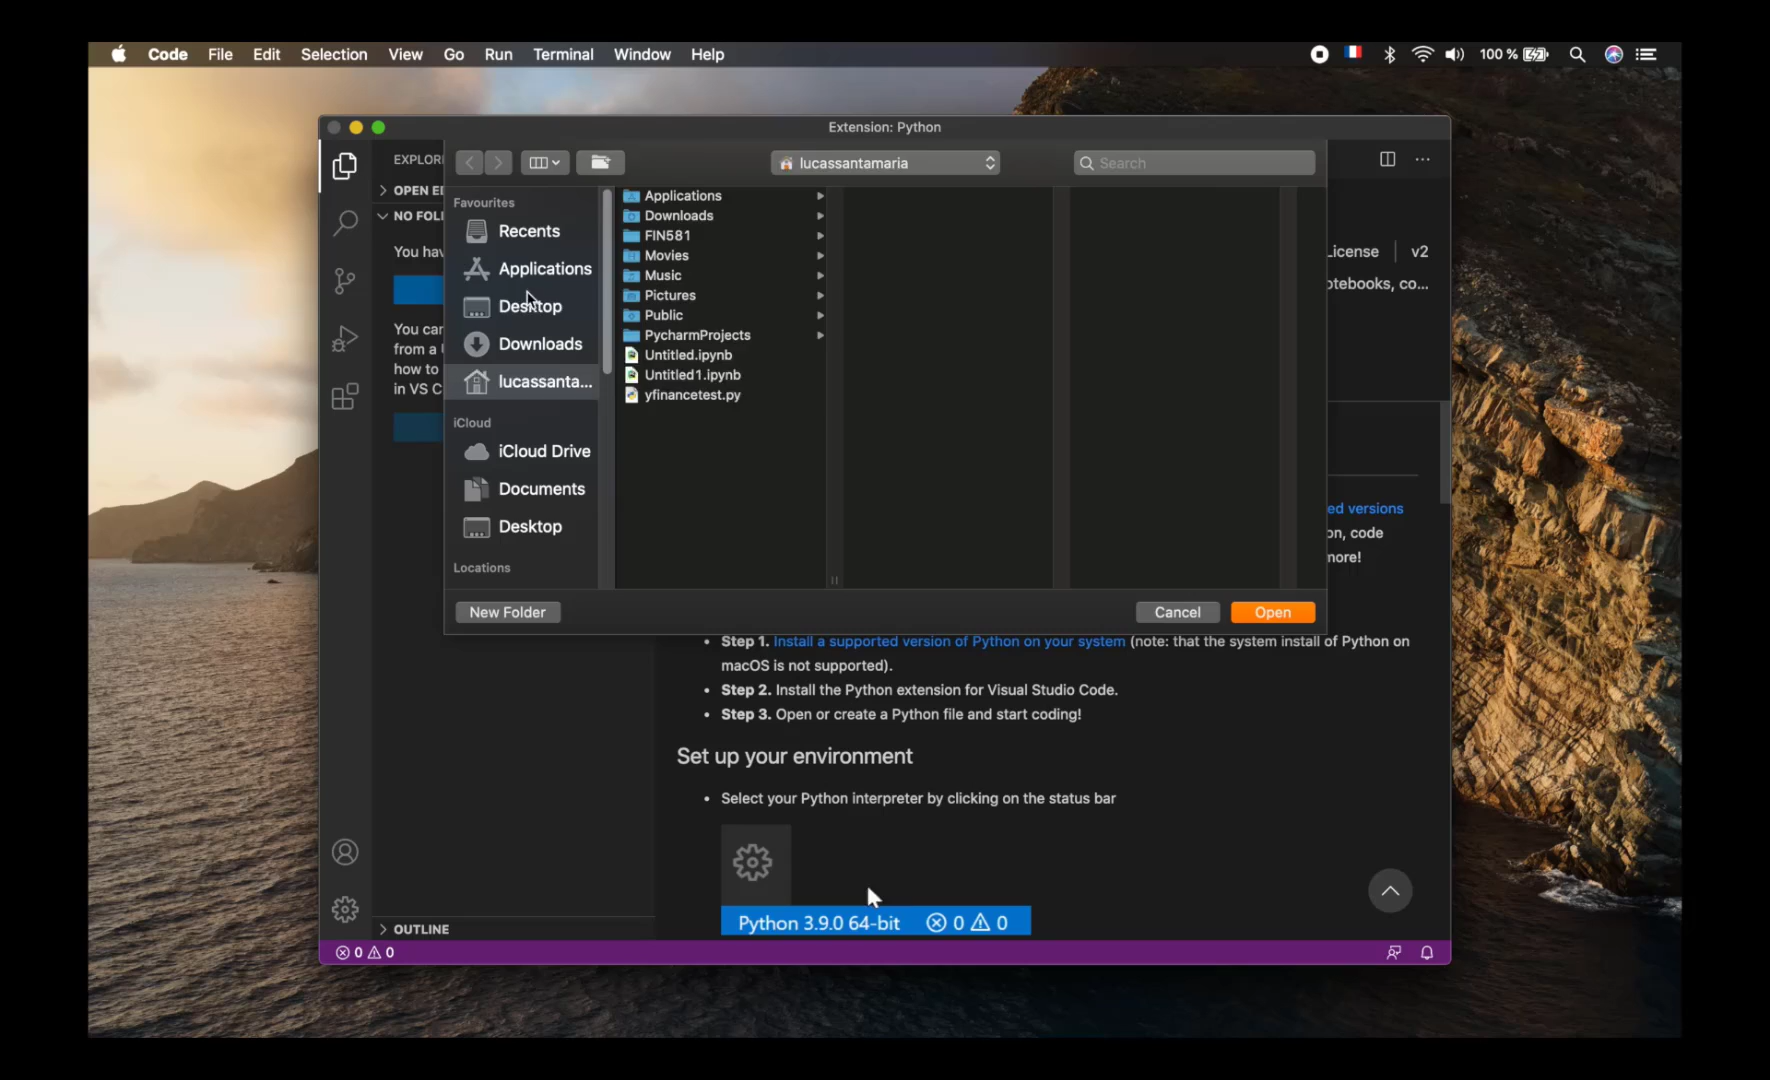 Code File Edit Selection View Go Run Terminal Window Help
100 %
Extension: Python
EXPLOR
OPEN E
NO FOL
You hav
You can
from a
how to
in VS C
OUTLINE
lucassantamaria
Search
Favourites
Recents
Applications
Desktop
Downloads
lucassanta...
iCloud
iCloud Drive
Documents
Desktop
Locations
Applications
Downloads
FIN581
Movies
Music
Pictures
Public
PycharmProjects
Untitled.ipynb
Untitled1.ipynb
yfinancetest.py
New Folder
Cancel
Open
License v2
otebooks, co...
ed versions
on, code
more!
• Step 1. Install a supported version of Python on your system (note: that the system install of Python on
macOS is not supported).
• Step 2. Install the Python extension for Visual Studio Code.
• Step 3. Open or create a Python file and start coding!
Set up your environment
• Select your Python interpreter by clicking on the status bar
Python 3.9.0 64-bit 0 0
0 0